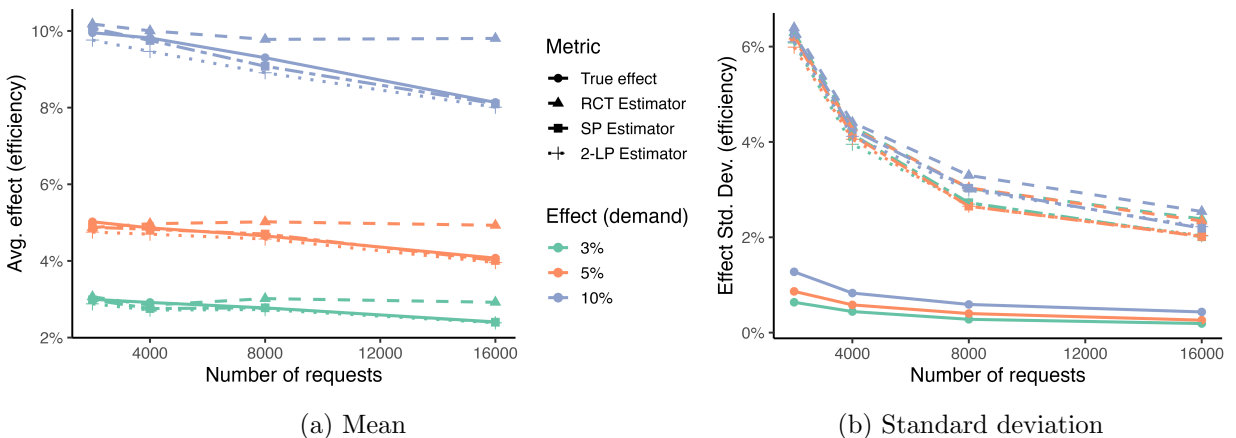 Avg. effect (efficiency)
10%
8%
6%
4%
2%
4000 8000 12000 16000
Number of requests
Metric
True effect
RCT Estimator
SP Estimator
2-LP Estimator
Effect (demand)
3%
5%
10%
Effect Std. Dev. (efficiency)
6%
4%
2%
0%
4000 8000 12000 16000
Number of requests
(a) Mean
(b) Standard deviation